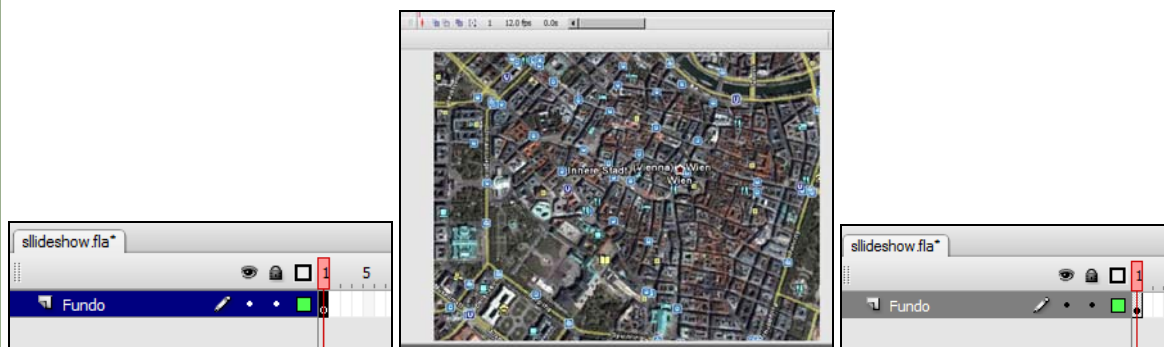 sllideshow.fla*
1 5
Fundo
1 12.0 fps 0.0s
Innere Stadt (Vienna) Wien
Wien
sllideshow.fla*
1
Fundo